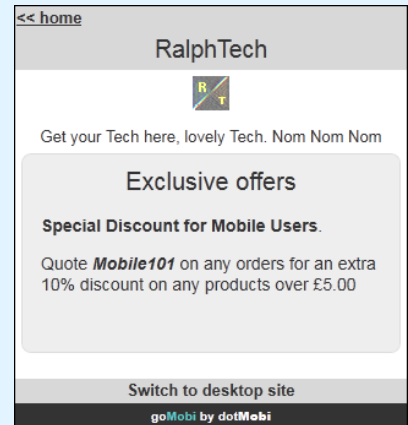 << home
RalphTech
R
T
Get your Tech here, lovely Tech. Nom Nom Nom
Exclusive offers
Special Discount for Mobile Users.
Quote Mobile101 on any orders for an extra
10% discount on any products over £5.00
Switch to desktop site
goMobi by dotMobi